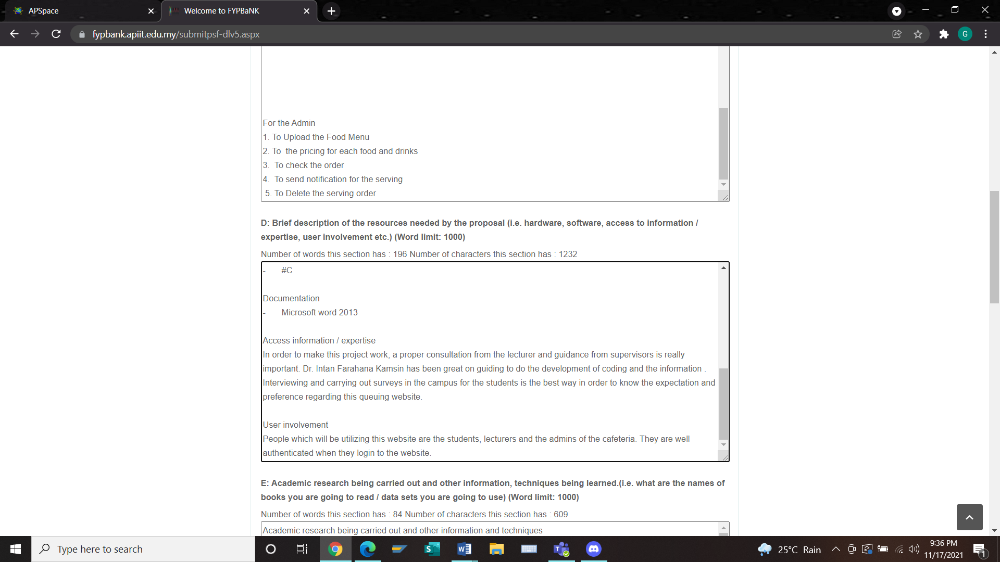 APSpace
Welcome to FYPBaNK
fypbank.apiit.edu.my/submitpsf-dlv5.aspx
G
For the Admin
1. To Upload the Food Menu
2. To  the pricing for each food and drinks
3.  To check the order
4.  To send notification for the serving
5. To Delete the serving order
D: Brief description of the resources needed by the proposal (i.e. hardware, software, access to information /
expertise, user involvement etc.) (Word limit: 1000)
Number of words this section has : 196 Number of characters this section has : 1232
- #C
Documentation
- Microsoft word 2013
Access information / expertise
In order to make this project work, a proper consultation from the lecturer and guidance from supervisors is really
important. Dr. Intan Farahana Kamsin has been great on guiding to do the development of coding and the information .
Interviewing and carrying out surveys in the campus for the students is the best way in order to know the expectation and
preference regarding this queuing website.
User involvement
People which will be utilizing this website are the students, lecturers and the admins of the cafeteria. They are well
authenticated when they login to the website.
E: Academic research being carried out and other information, techniques being learned.(i.e. what are the names of
books you are going to read / data sets you are going to use) (Word limit: 1000)
Number of words this section has : 84 Number of characters this section has : 609
Academic research being carried out and other information and techniques
Type here to search
25°C Rain
9:36 PM
11/17/2021
1